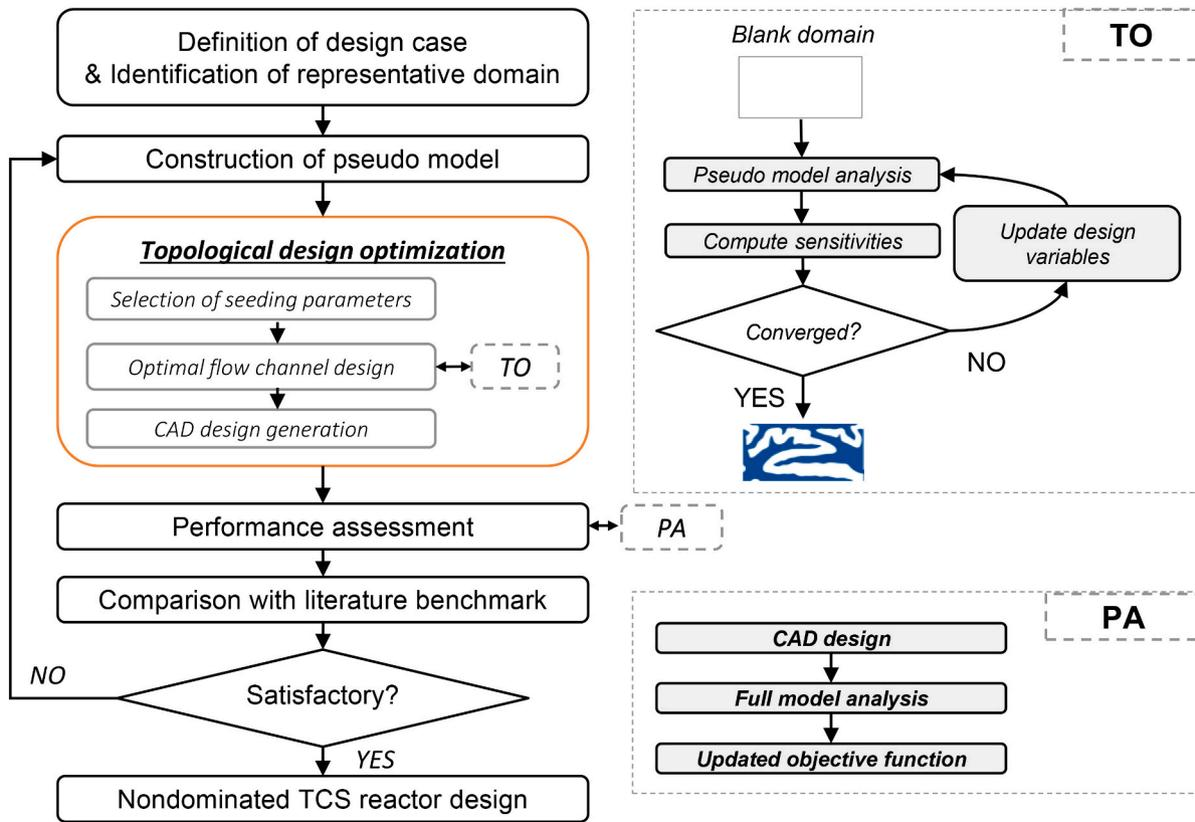 Definition of design case
& Identification of representative domain
Construction of pseudo model
Topological design optimization
Selection of seeding parameters
Optimal flow channel design
TO
CAD design generation
Performance assessment
PA
Comparison with literature benchmark
NO
Satisfactory?
YES
Nondominated TCS reactor design
TO
Blank domain
Pseudo model analysis
Compute sensitivities
Update design
variables
Converged?
NO
YES
PA
CAD design
Full model analysis
Updated objective function